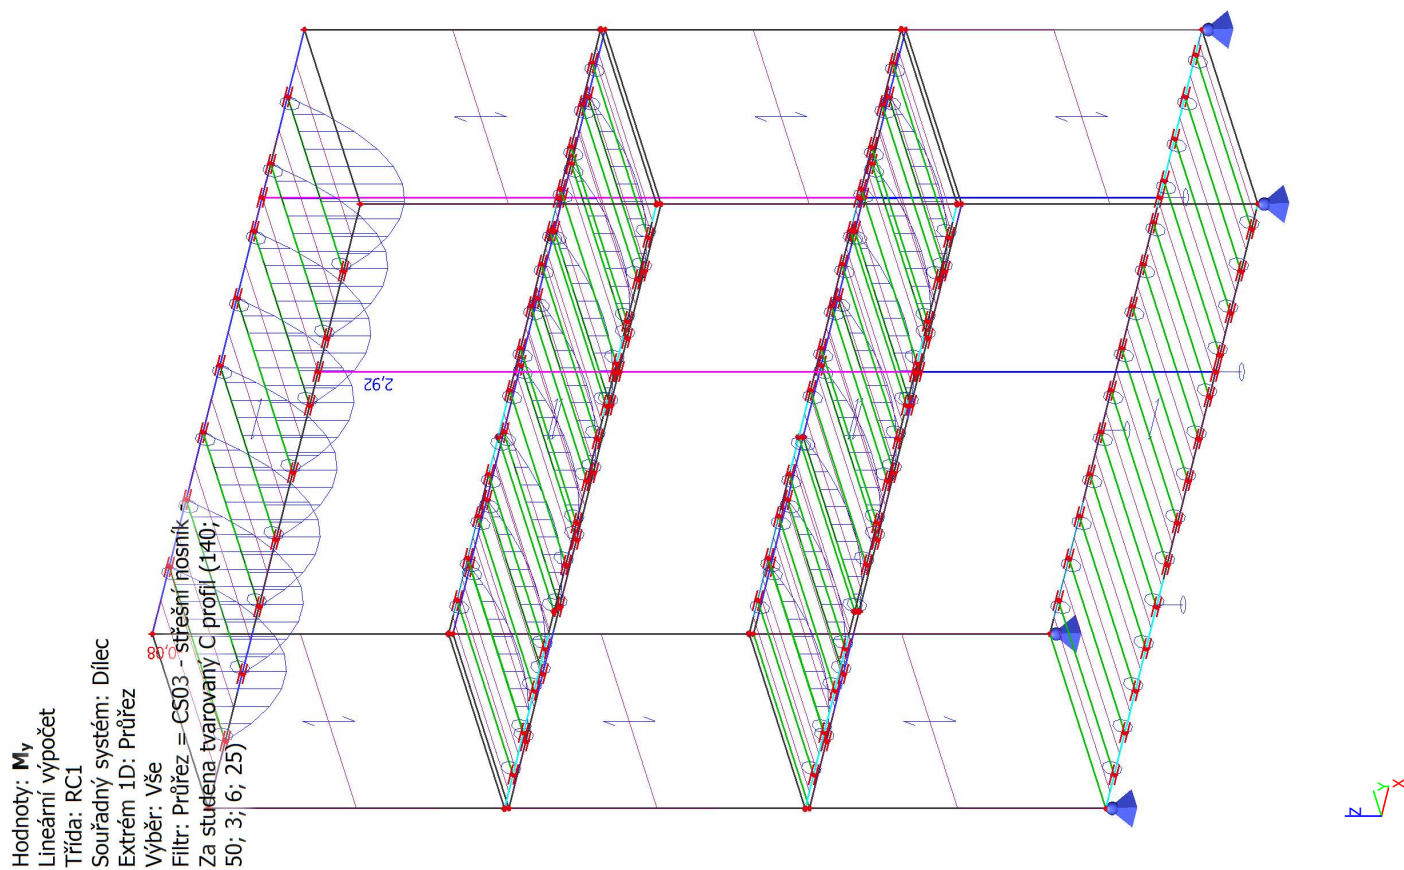 Hodnoty: My
Lineární výpočet
Třída: RC1
Souřadný systém: Dílec
Extrém 1D: Průřez
Výběr: Vše
Filtr: Průřez = CS03 - střešní nosník -
Za studena tvarovaný C profil (140;
50; 3; 6; 25)
0,08
2,92
Z
Y
X